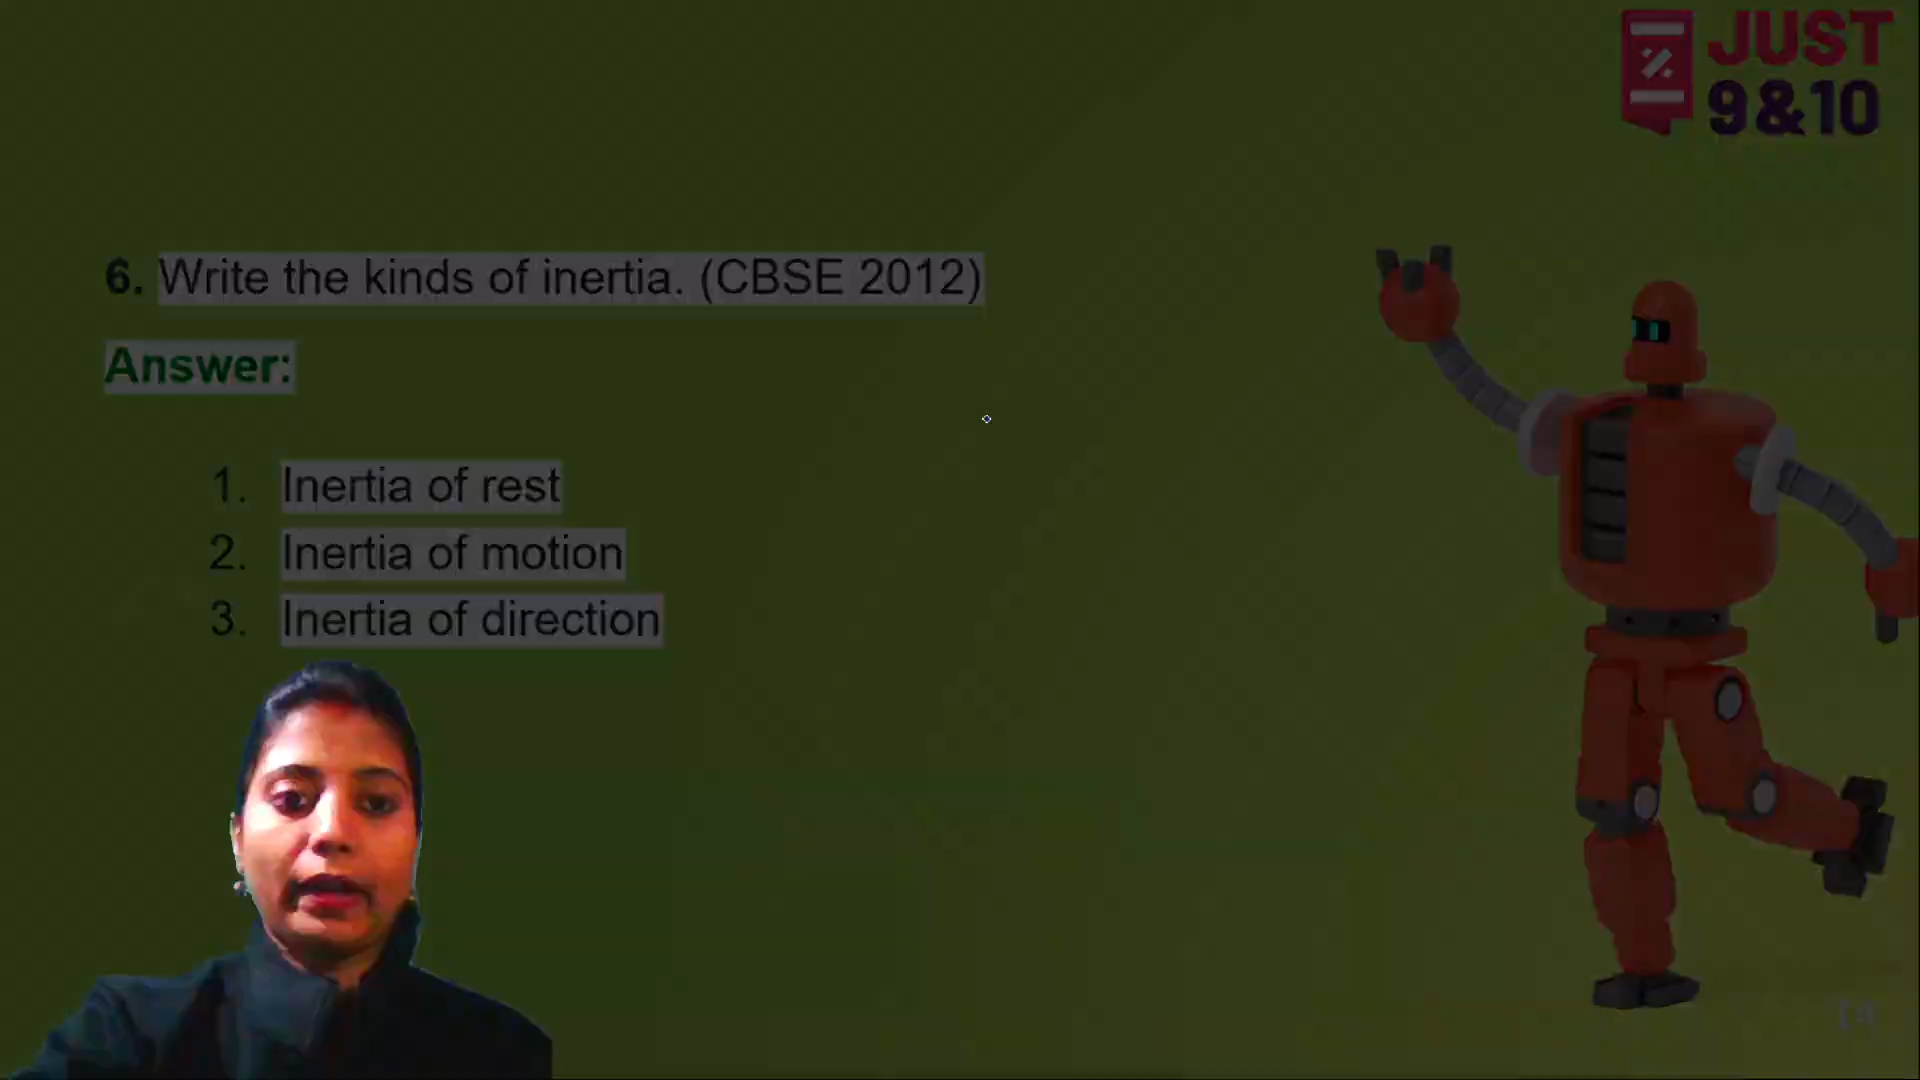 JUST
9&10
6. Write the kinds of inertia. (CBSE 2012)
Answer:
1. Inertia of rest
2. Inertia of motion
3. Inertia of direction